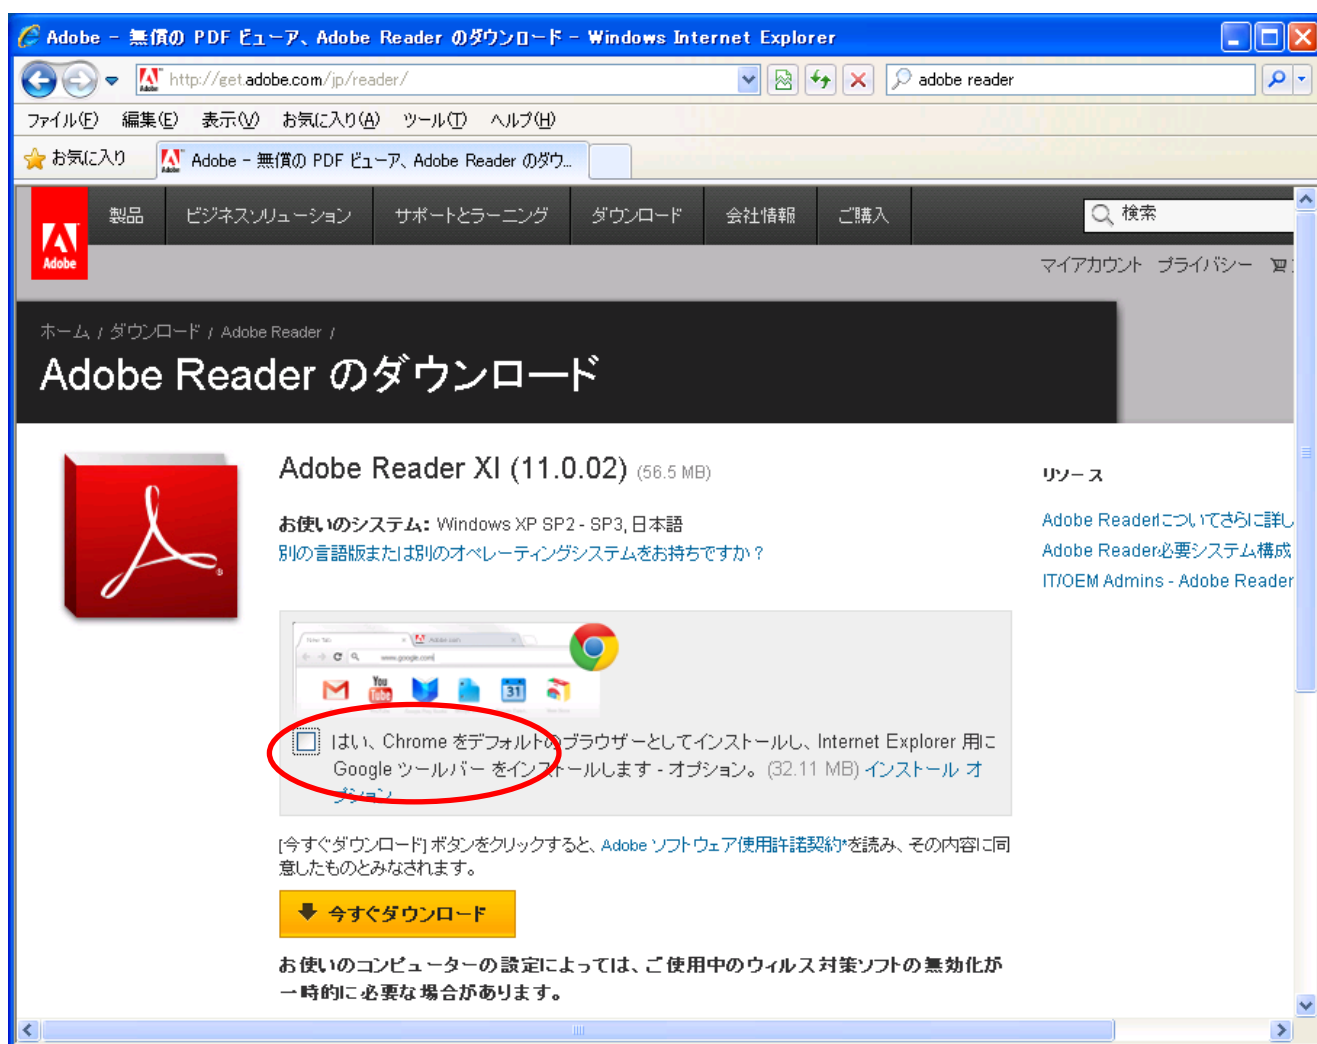 Adobe - 無償の PDF ビューア、Adobe Reader のダウンロード - Windows Internet Explorer
http://get.adobe.com/jp/reader/
adobe reader
ファイル(F) 編集(E) 表示(V) お気に入り(A) ツール(T) ヘルプ(H)
お気に入り
Adobe - 無償の PDF ビューア、Adobe Reader のダウ...
製品 ビジネスソリューション サポートとラーニング ダウンロード 会社情報 ご購入
検索
Adobe
マイアカウント プライバシー
ホーム / ダウンロード / Adobe Reader /
Adobe Reader のダウンロード
Adobe Reader XI (11.0.02) (56.5 MB)
お使いのシステム: Windows XP SP2 - SP3, 日本語
別の言語版または別のオペレーティングシステムをお持ちですか？
リソース
Adobe Readerについてさらに詳し
Adobe Reader必要システム構成
IT/OEM Admins - Adobe Reader
New Tab
Adobe.com
www.google.com
You
Tube
31
はい、Chrome をデフォルトのブラウザーとしてインストールし、Internet Explorer 用に
Google ツールバー をインストールします - オプション。(32.11 MB) インストール オ
プション
[今すぐダウンロード] ボタンをクリックすると、Adobe ソフトウェア使用許諾契約*を読み、その内容に同
意したものとみなされます。
今すぐダウンロード
お使いのコンピューターの設定によっては、ご使用中のウィルス対策ソフトの無効化が
一時的に必要な場合があります。